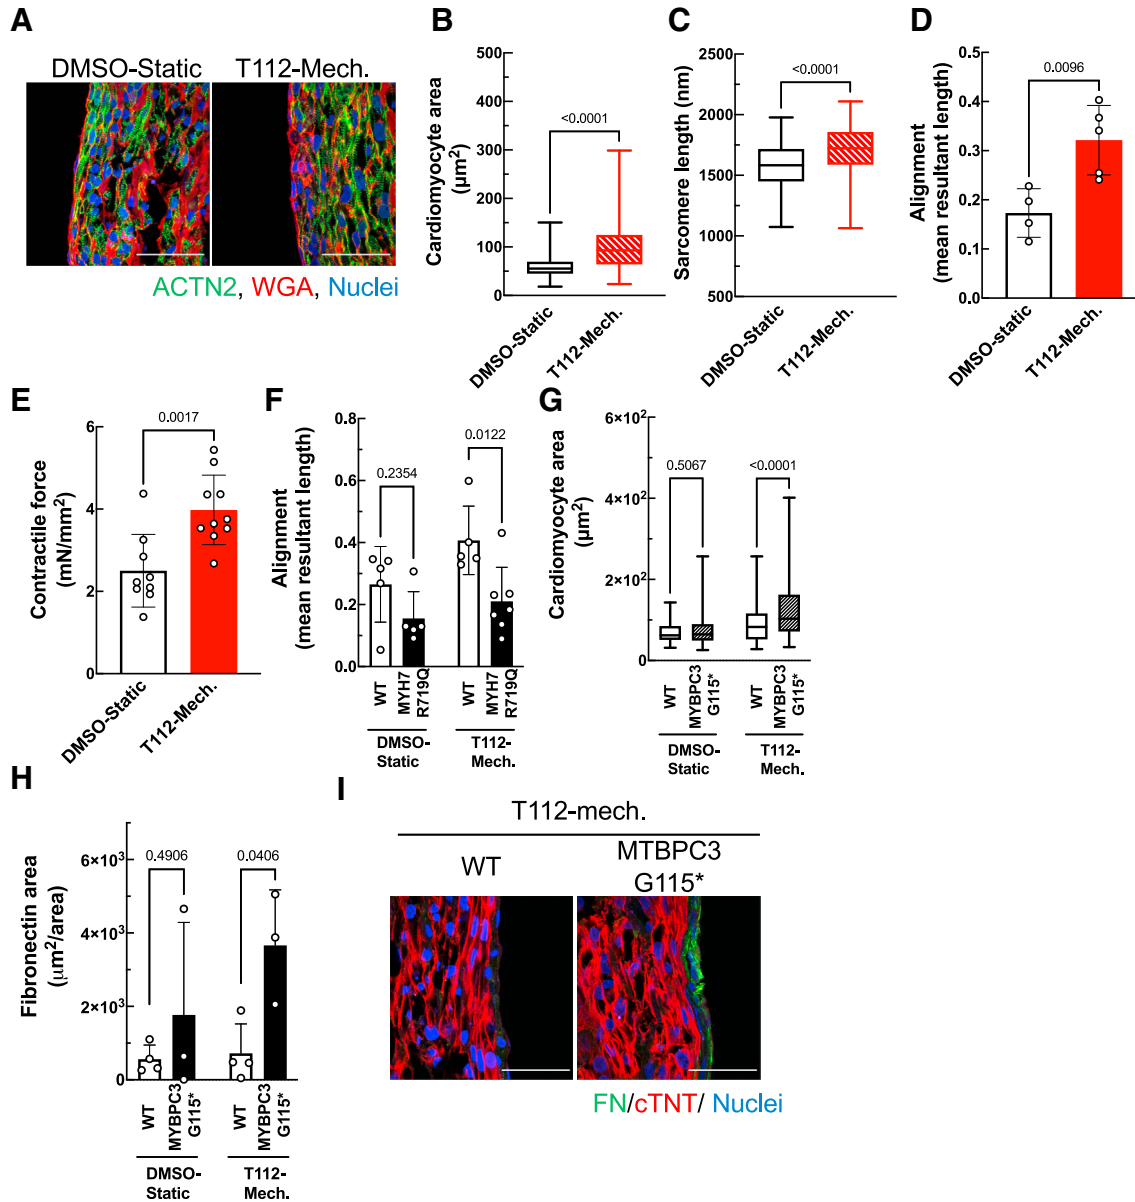 A
DMSO-Static T112-Mech.
ACTN2, WGA, Nuclei
B
Cardiomyocyte area
(µm²)
500
400
300
200
100
0
<0.0001
DMSO-Static
T112-Mech.
C
Sarcomere length (nm)
2500
2000
1500
1000
500
<0.0001
DMSO-Static
T112-Mech.
D
Alignment
(mean resultant length)
0.5
0.4
0.3
0.2
0.1
0.0
0.0096
DMSO-static
T112-Mech.
E
Contractile force
(mN/mm²)
6
4
2
0
0.0017
DMSO-Static
T112-Mech.
F
Alignment
(mean resultant length)
0.8
0.6
0.4
0.2
0.0
0.2354
0.0122
WT
MYH7
R719Q
WT
MYH7
R719Q
DMSO-
Static
T112-
Mech.
G
Cardiomyocyte area
(µm²)
6×10²
4×10²
2×10²
0
0.5067
<0.0001
WT
MYBPC3
G115*
WT
MYBPC3
G115*
DMSO-
Static
T112-
Mech.
H
Fibronectin area
(µm²/area)
6×10³
4×10³
2×10³
0
0.4906
0.0406
WT
MYBPC3
G115*
WT
MYBPC3
G115*
DMSO-
Static
T112-
Mech.
I
T112-mech.
WT
MTBPC3
G115*
FN/cTNT/ Nuclei